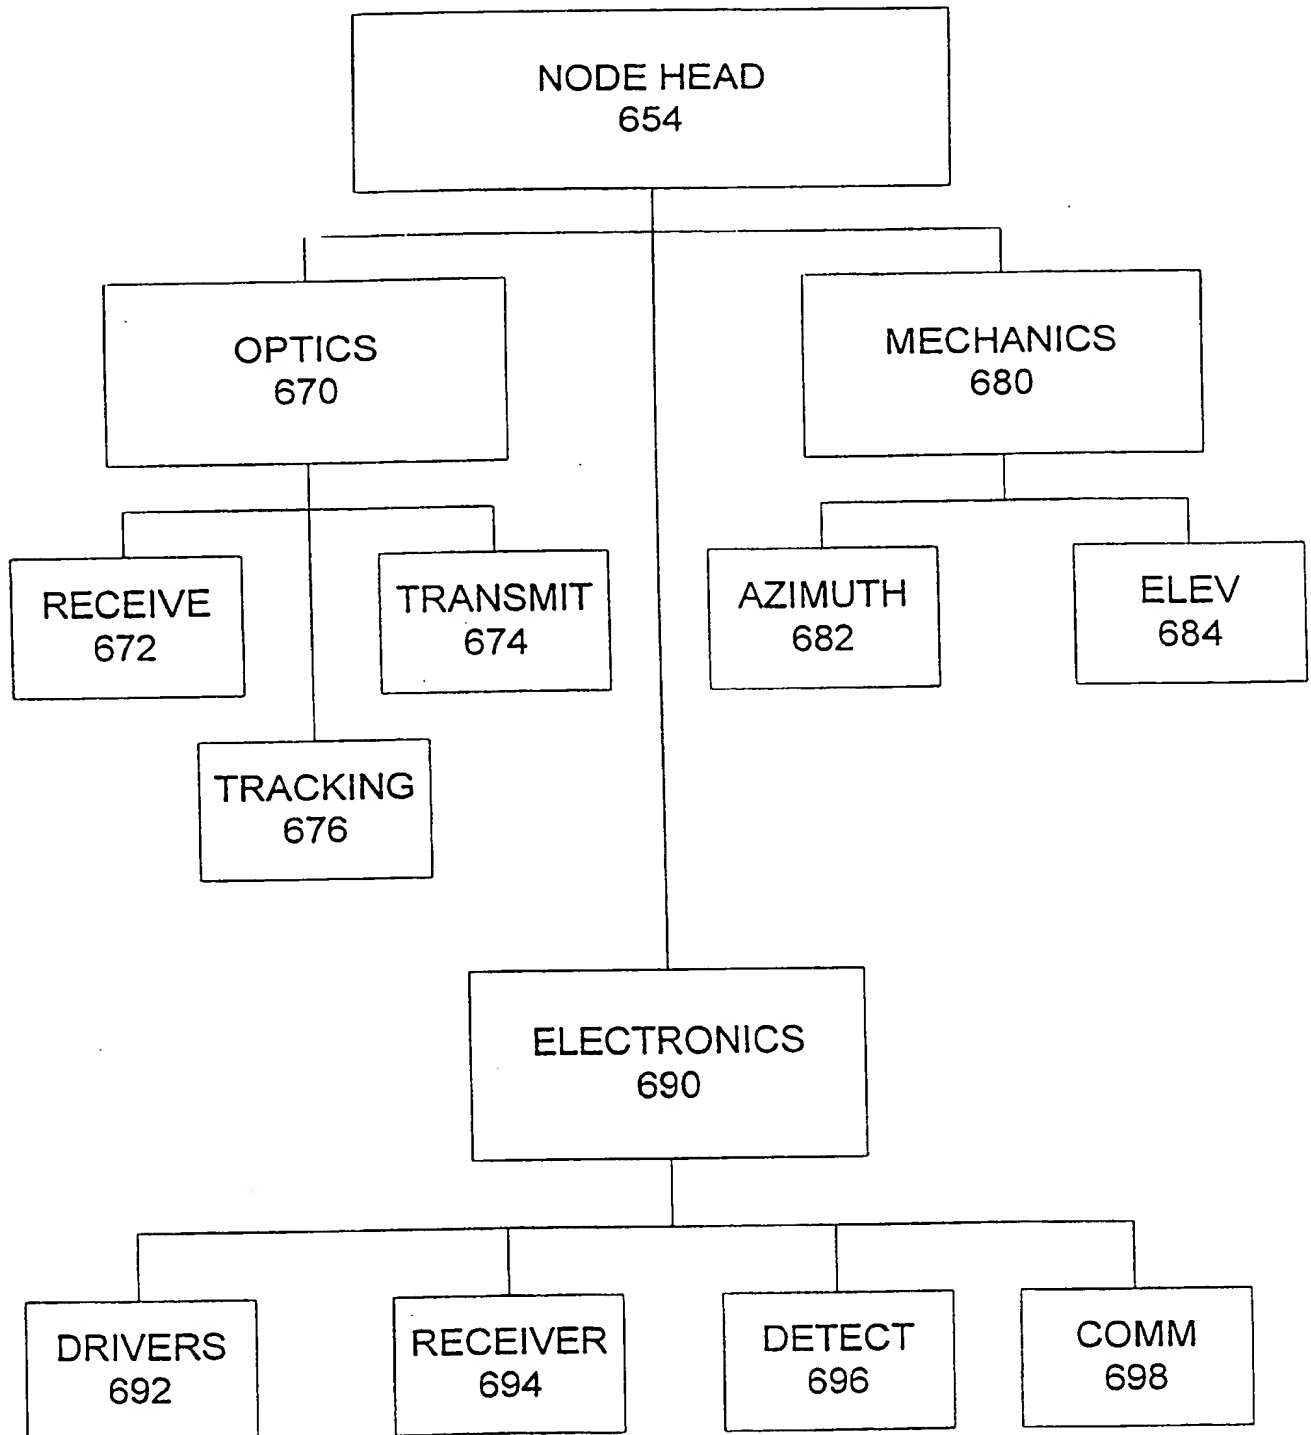 NODE HEAD
654
OPTICS
670
MECHANICS
680
RECEIVE
672
TRANSMIT
674
AZIMUTH
682
ELEV
684
TRACKING
676
ELECTRONICS
690
DRIVERS
692
RECEIVER
694
DETECT
696
COMM
698